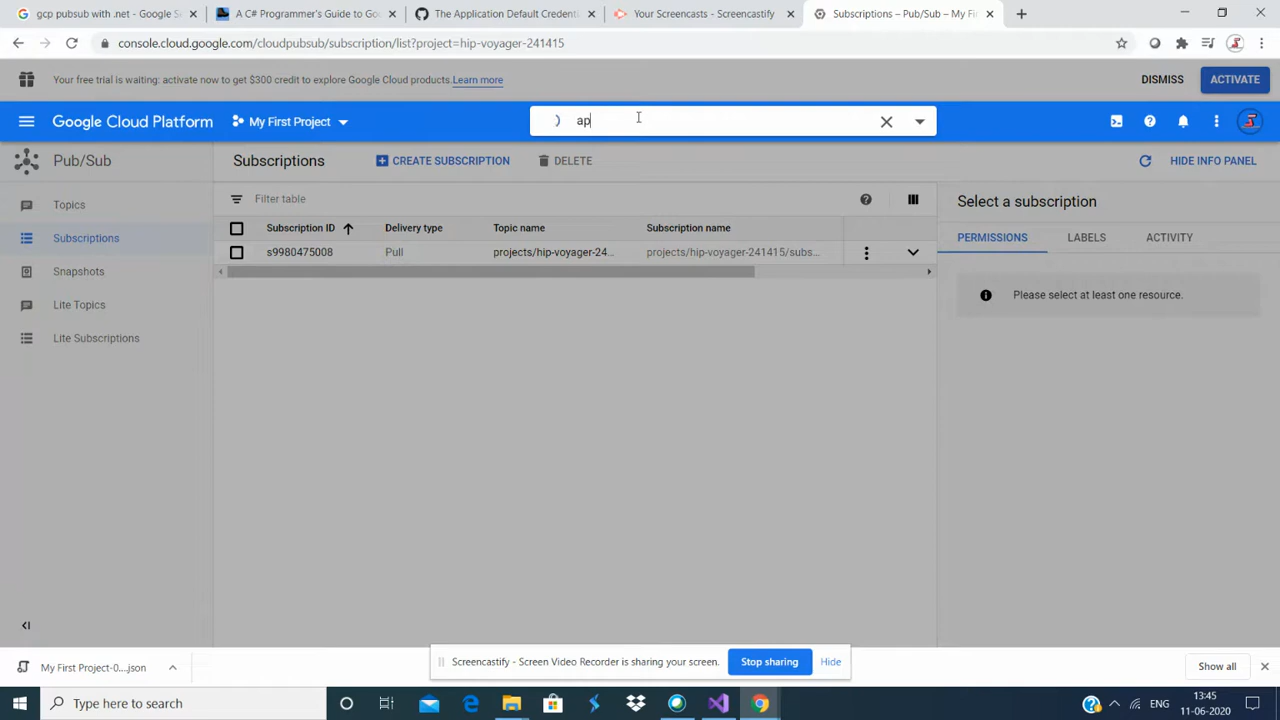 gcp pubsub with .net - Google Se
A C# Programmer's Guide to Goo
The Application Default Credenti
Your Screencasts - Screencastify
Subscriptions – Pub/Sub – My Fir
console.cloud.google.com/cloudpubsub/subscription/list?project=hip-voyager-241415
Your free trial is waiting: activate now to get $300 credit to explore Google Cloud products. Learn more
DISMISS
ACTIVATE
Google Cloud Platform
My First Project
ap
Pub/Sub
Subscriptions
CREATE SUBSCRIPTION
DELETE
HIDE INFO PANEL
Topics
Subscriptions
Snapshots
Lite Topics
Lite Subscriptions
Filter table
Subscription ID
Delivery type
Topic name
Subscription name
s9980475008
Pull
projects/hip-voyager-24...
projects/hip-voyager-241415/subs...
Select a subscription
PERMISSIONS
LABELS
ACTIVITY
Please select at least one resource.
My First Project-0....json
Screencastify - Screen Video Recorder is sharing your screen.
Stop sharing
Hide
Show all
Type here to search
ENG
13:45
11-06-2020